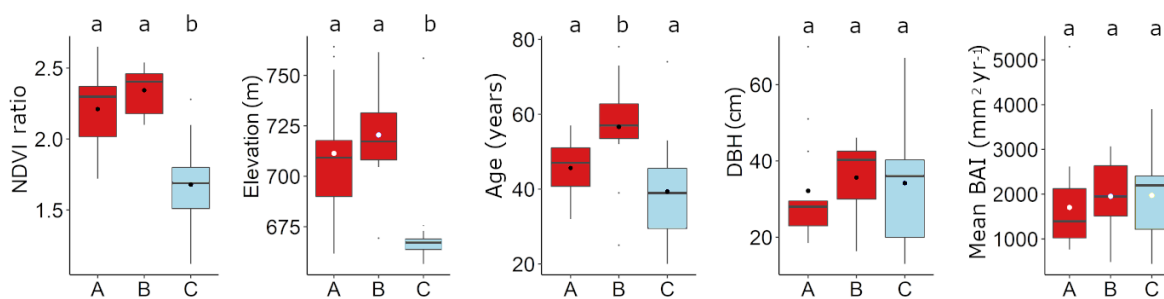 a a b
NDVI ratio
2.5
2.0
1.5
A B C
a a b
Elevation (m)
750
725
700
675
A B C
a b a
Age (years)
80
60
40
20
A B C
a a a
DBH (cm)
60
40
20
A B C
a a a
Mean BAI (mm² yr⁻¹)
5000
4000
3000
2000
1000
A B C